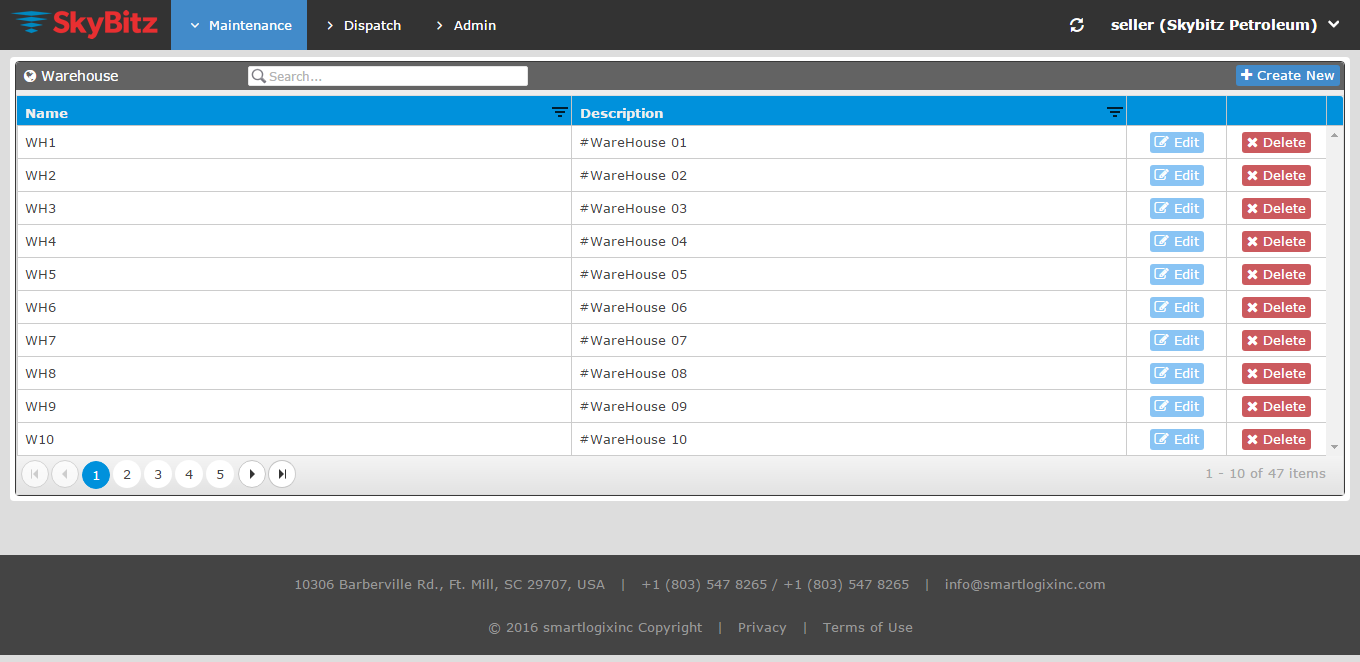 SkyBitz Maintenance Dispatch Admin seller (Skybitz Petroleum)
Warehouse Search... Create New
Name Description
WH1 #WareHouse 01 Edit Delete
WH2 #WareHouse 02 Edit Delete
WH3 #WareHouse 03 Edit Delete
WH4 #WareHouse 04 Edit Delete
WH5 #WareHouse 05 Edit Delete
WH6 #WareHouse 06 Edit Delete
WH7 #WareHouse 07 Edit Delete
WH8 #WareHouse 08 Edit Delete
WH9 #WareHouse 09 Edit Delete
W10 #WareHouse 10 Edit Delete
1 2 3 4 5 1 - 10 of 47 items
10306 Barberville Rd., Ft. Mill, SC 29707, USA | +1 (803) 547 8265 / +1 (803) 547 8265 | info@smartlogixinc.com
© 2016 smartlogixinc Copyright | Privacy | Terms of Use